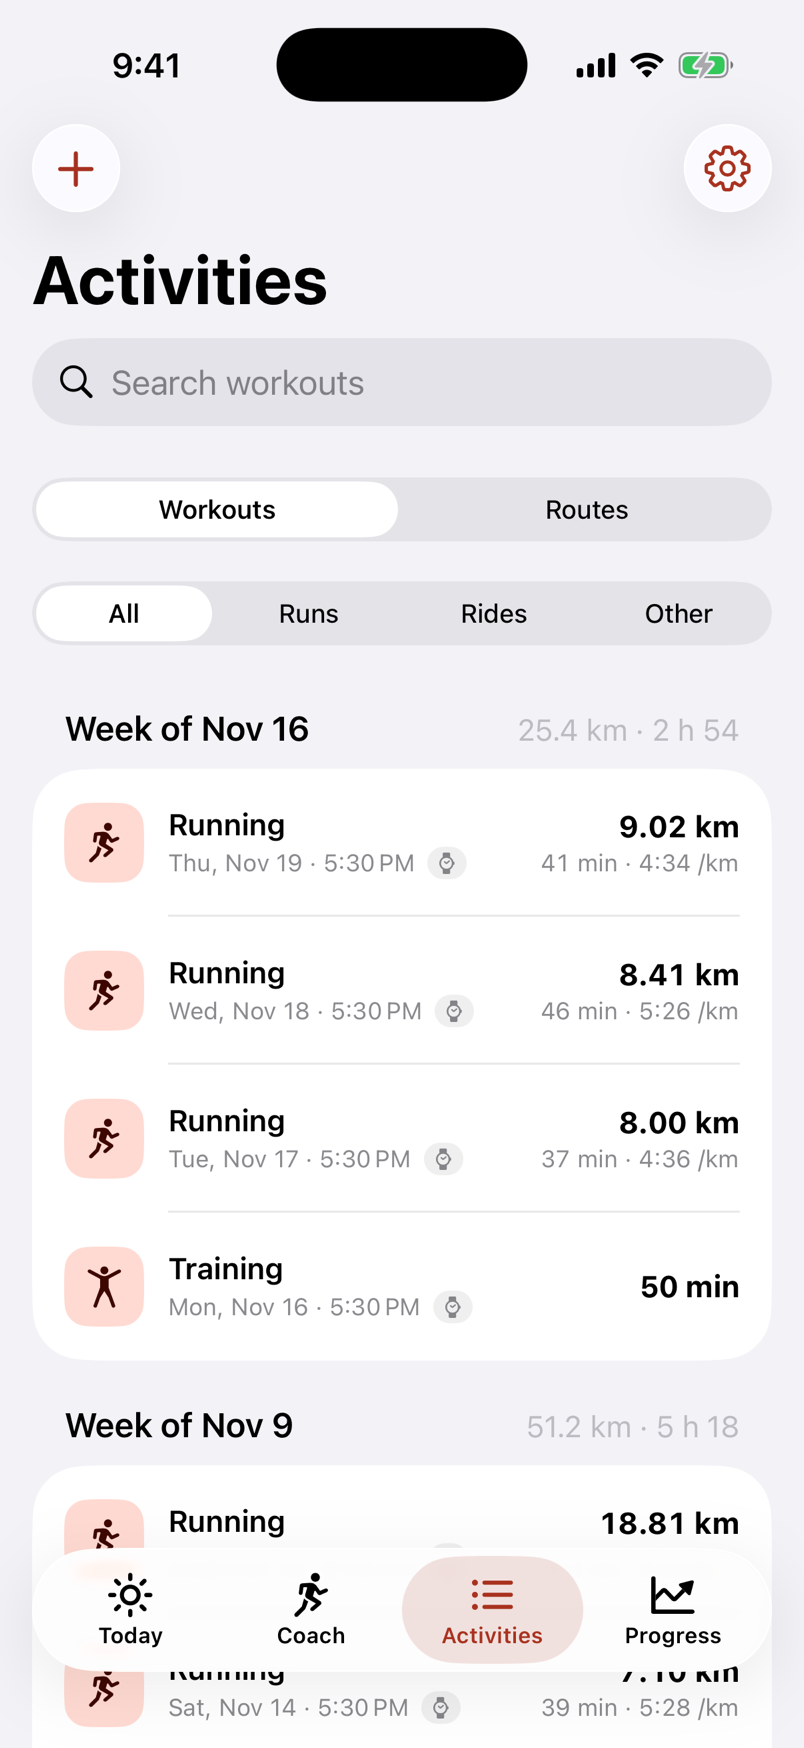 9:41
Activities
Search workouts
Workouts Routes
All Runs Rides Other
Week of Nov 16 25.4 km · 2 h 54
Running 9.02 km
Thu, Nov 19 · 5:30 PM 41 min · 4:34 /km
Running 8.41 km
Wed, Nov 18 · 5:30 PM 46 min · 5:26 /km
Running 8.00 km
Tue, Nov 17 · 5:30 PM 37 min · 4:36 /km
Training 50 min
Mon, Nov 16 · 5:30 PM
Week of Nov 9 51.2 km · 5 h 18
Running 18.81 km
Today Coach Activities Progress
Running 7.10 km
Sat, Nov 14 · 5:30 PM 39 min · 5:28 /km